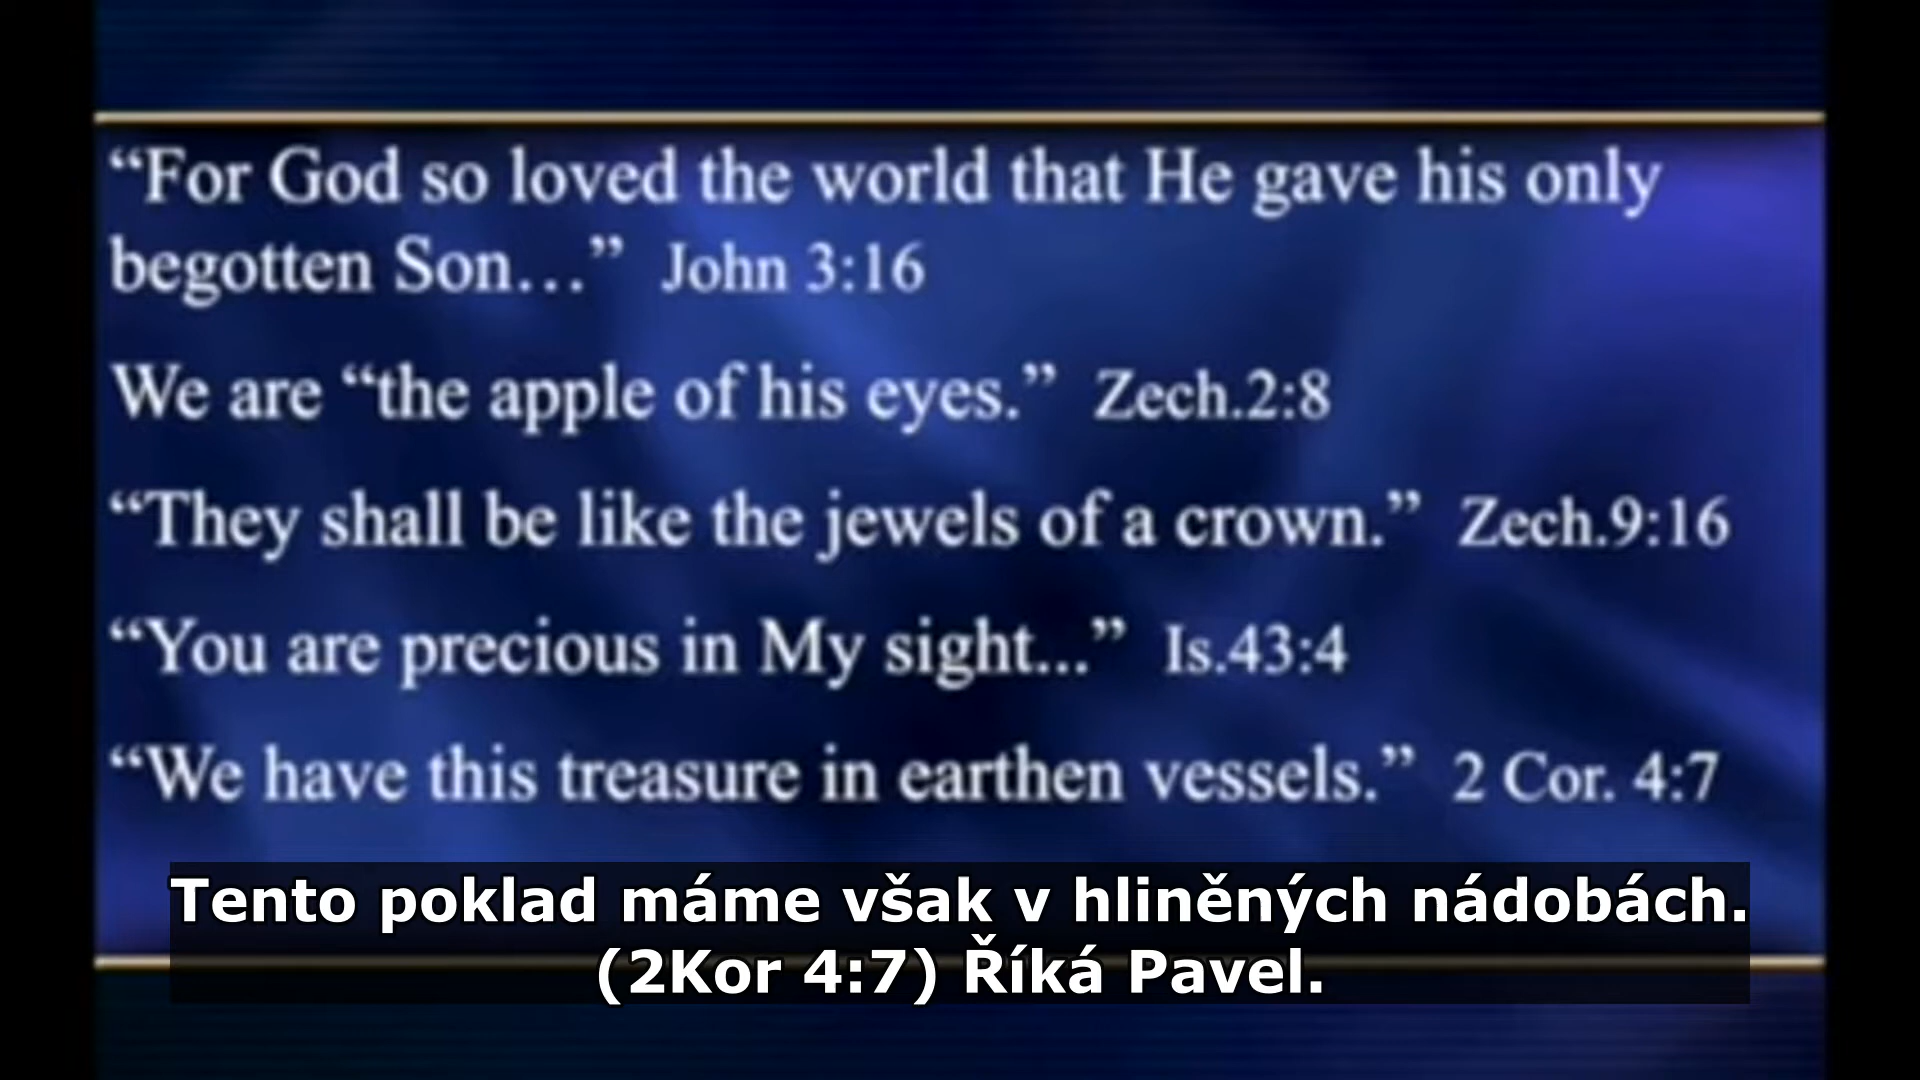 “For God so loved the world that He gave his only
begotten Son…” John 3:16
We are “the apple of his eyes.” Zech.2:8
“They shall be like the jewels of a crown.” Zech.9:16
“You are precious in My sight...” Is.43:4
“We have this treasure in earthen vessels.” 2 Cor. 4:7
Tento poklad máme však v hliněných nádobách.
(2Kor 4:7) Říká Pavel.